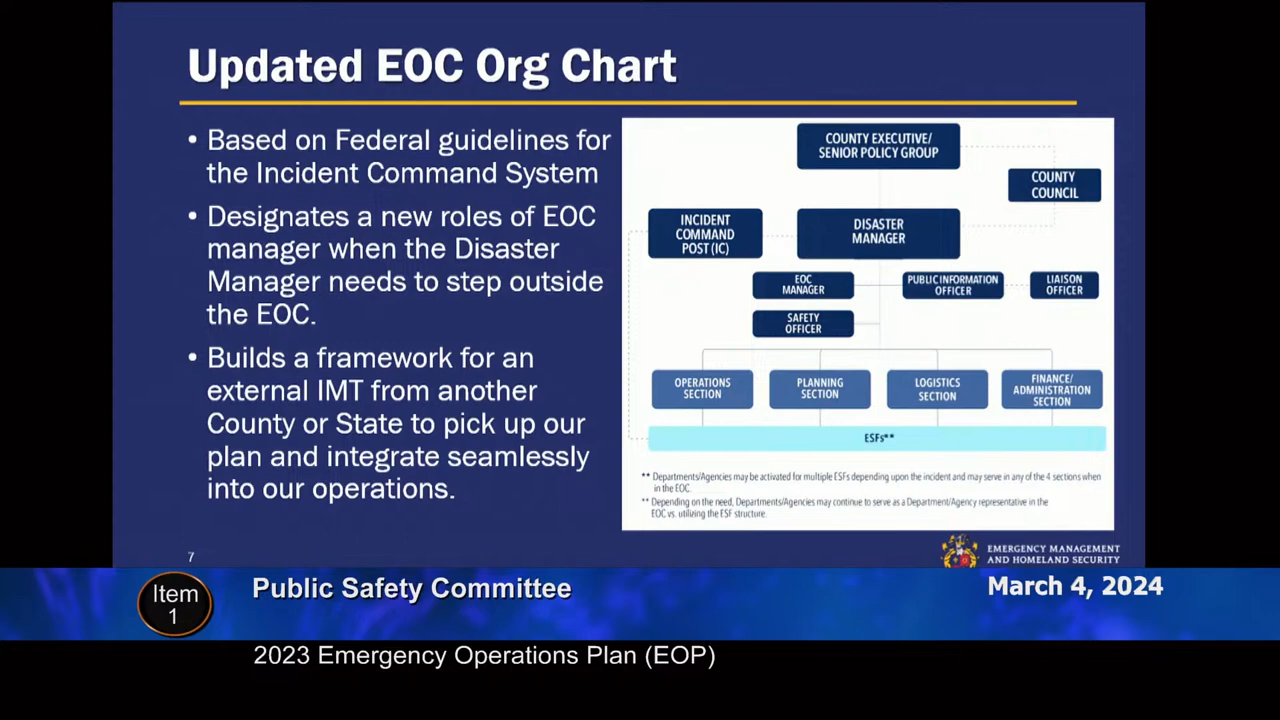 Updated EOC Org Chart
• Based on Federal guidelines for
the Incident Command System
• Designates a new roles of EOC
manager when the Disaster
Manager needs to step outside
the EOC.
• Builds a framework for an
external IMT from another
County or State to pick up our
plan and integrate seamlessly
into our operations.
COUNTY EXECUTIVE/
SENIOR POLICY GROUP
COUNTY
COUNCIL
INCIDENT
COMMAND
POST (IC)
DISASTER
MANAGER
EOC
MANAGER
PUBLIC INFORMATION
OFFICER
LIAISON
OFFICER
SAFETY
OFFICER
OPERATIONS
SECTION
PLANNING
SECTION
LOGISTICS
SECTION
FINANCE/
ADMINISTRATION
SECTION
ESFs**
** Departments/Agencies may be activated for multiple ESFs depending upon the incident and may serve in any of the 4 sections when
in the EOC.
** Depending on the need, Departments/Agencies may continue to serve as a Department/Agency representative in the
EOC vs. utilizing the ESF structure.
7
EMERGENCY MANAGEMENT
AND HOMELAND SECURITY
Item
1
Public Safety Committee
March 4, 2024
2023 Emergency Operations Plan (EOP)